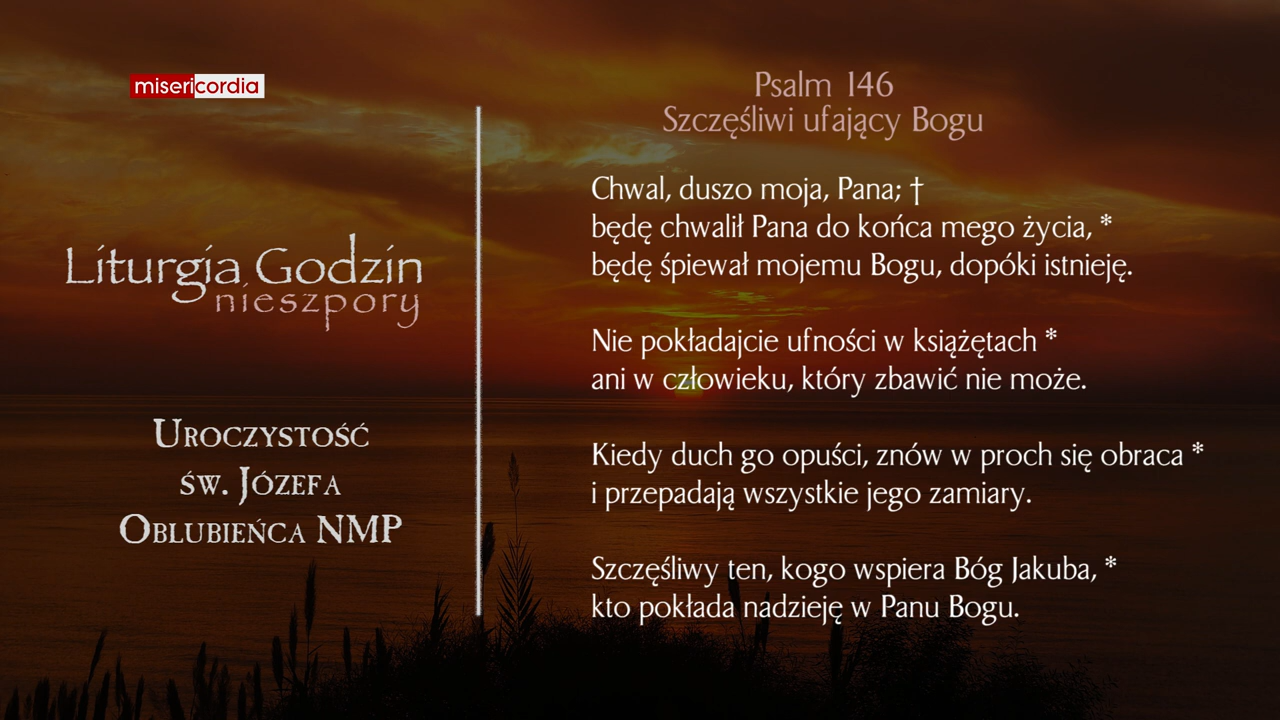 misericordia
Liturgia Godzin
nieszpory
Uroczystość
św. Józefa
Oblubieńca NMP
Psalm 146
Szczęśliwi ufający Bogu
Chwal, duszo moja, Pana; †
będę chwalił Pana do końca mego życia, *
będę śpiewał mojemu Bogu, dopóki istnieję.
Nie pokładajcie ufności w książętach *
ani w człowieku, który zbawić nie może.
Kiedy duch go opuści, znów w proch się obraca *
i przepadają wszystkie jego zamiary.
Szczęśliwy ten, kogo wspiera Bóg Jakuba, *
kto pokłada nadzieję w Panu Bogu.